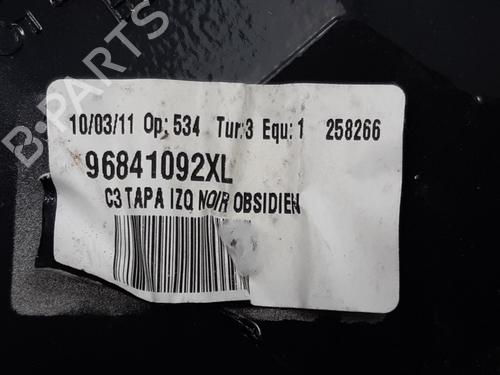 B-PARTS
10/03/11 Op: 534 Tur:3 Equ: 1 258266
96841092XL
C3 TAPA IZQ NOIR OBSIDIEN